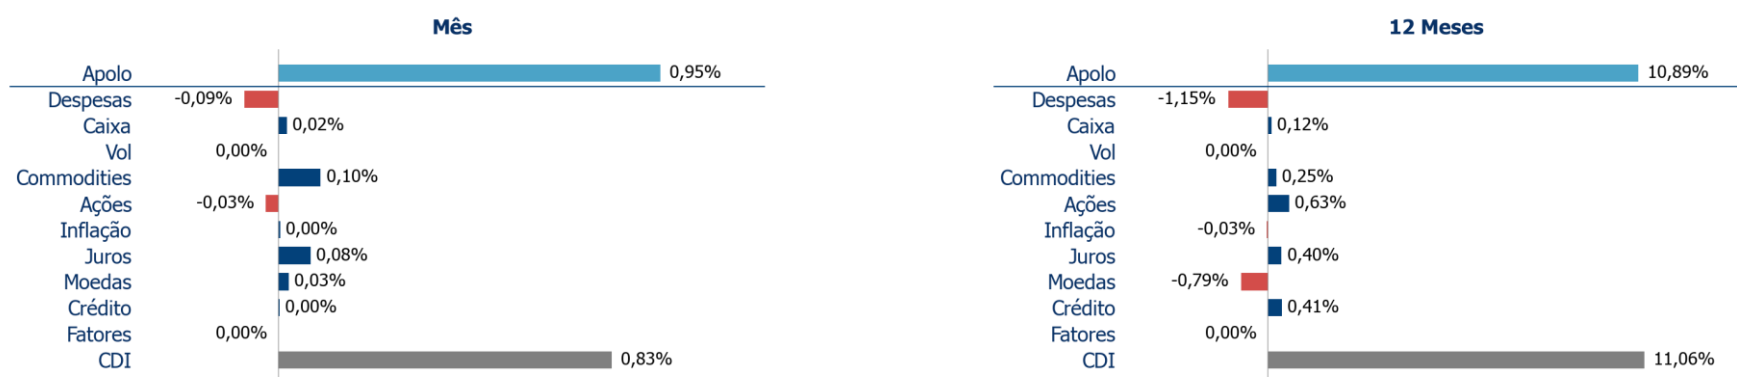 Mês
Apolo 0,95%
Despesas -0,09%
Caixa 0,02%
Vol 0,00%
Commodities 0,10%
Ações -0,03%
Inflação 0,00%
Juros 0,08%
Moedas 0,03%
Crédito 0,00%
Fatores 0,00%
CDI 0,83%
12 Meses
Apolo 10,89%
Despesas -1,15%
Caixa 0,12%
Vol 0,00%
Commodities 0,25%
Ações 0,63%
Inflação -0,03%
Juros 0,40%
Moedas -0,79%
Crédito 0,41%
Fatores 0,00%
CDI 11,06%